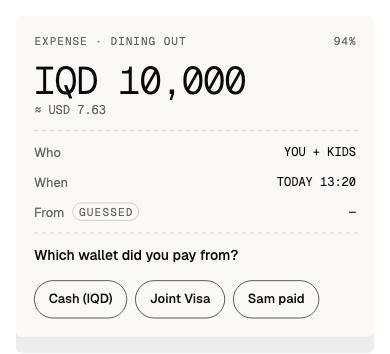 EXPENSE · DINING OUT 94%
IQD 10,000
≈ USD 7.63
Who YOU + KIDS
When TODAY 13:20
From GUESSED –
Which wallet did you pay from?
Cash (IQD) Joint Visa Sam paid